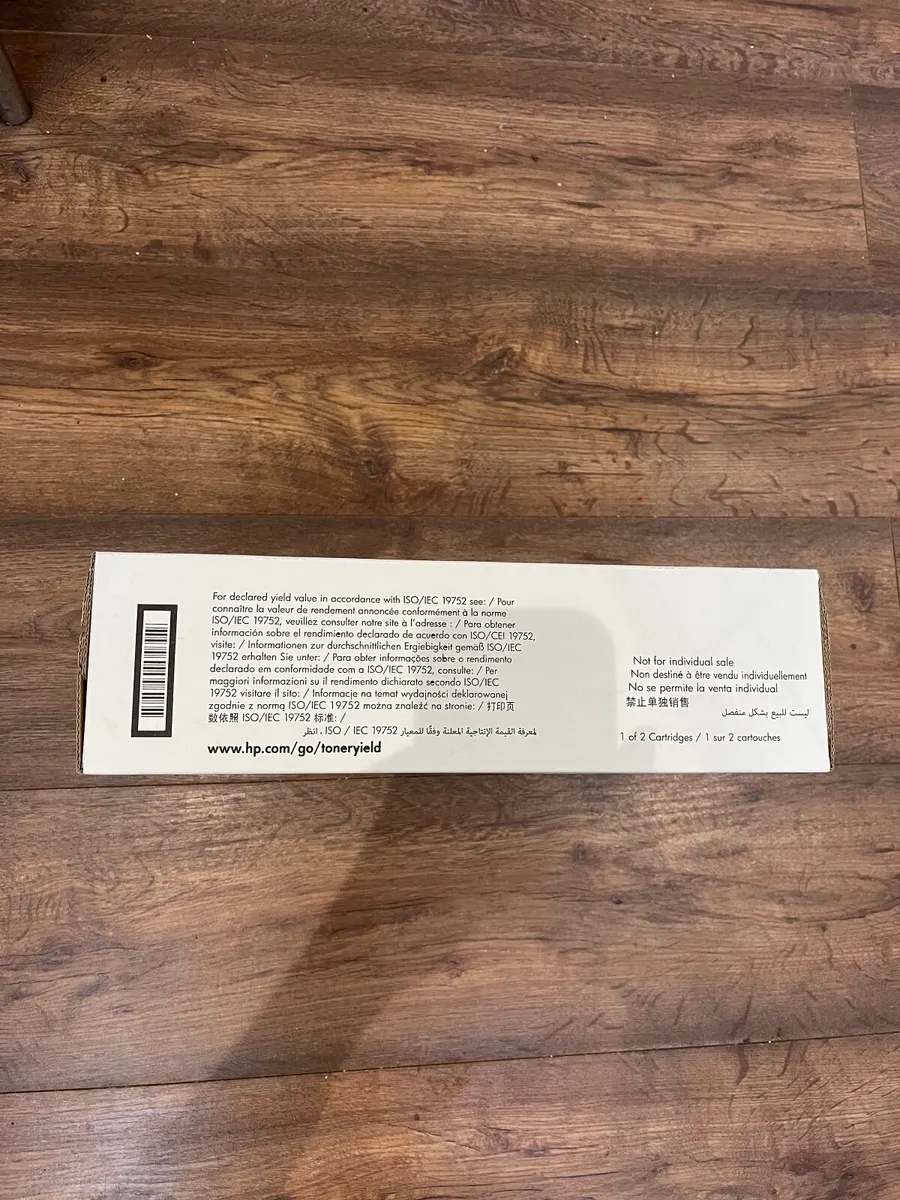 For declared yield value in accordance with ISO/IEC 19752 see: / Pour
connaître la valeur de rendement annoncée conformément à la norme
ISO/IEC 19752, veuillez consulter notre site à l'adresse : / Para obtener
información sobre el rendimiento declarado de acuerdo con ISO/CEI 19752,
visite: / Informationen zur durchschnittlichen Ergiebigkeit gemäß ISO/IEC
19752 erhalten Sie unter: / Para obter informações sobre o rendimento
declarado em conformidade com a ISO/IEC 19752, consulte: / Per
maggiori informazioni su il rendimento dichiarato secondo ISO/IEC
19752 visitare il sito: / Informacje na temat wydajności deklarowanej
zgodnie z normą ISO/IEC 19752 można znaleźć na stronie: / 打印页
数依照 ISO/IEC 19752 标准: /
لمعرفة القيمة الإنتاجية المعلنة وفقًا للمعيار ISO / IEC 19752، انظر
www.hp.com/go/toneryield
Not for individual sale
Non destiné à être vendu individuellement
No se permite la venta individual
禁止单独销售
ليست للبيع بشكل منفصل
1 of 2 Cartridges / 1 sur 2 cartouches